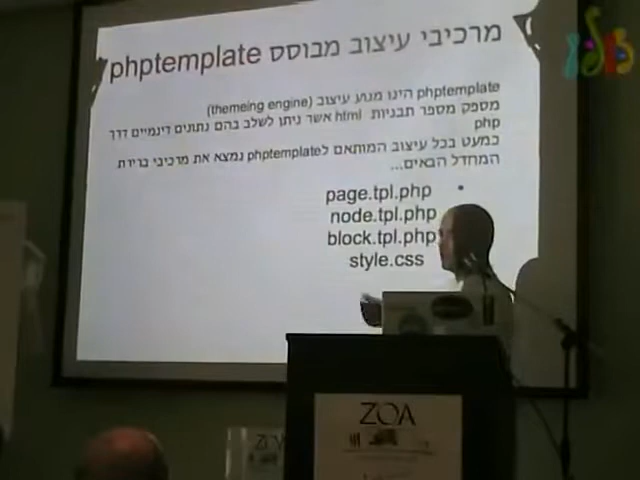 מרכיבי עיצוב מבוסס phptemplate
phptemplate הינו מנוע עיצוב (themeing engine)
מספק מספר תבניות html אשר ניתן לשלב בהם נתונים דינמיים דרך
php
כמעט בכל עיצוב המותאם לphptemplate נמצא את מרכיבי ברירת
המחדל הבאים...
• page.tpl.php
node.tpl.php
block.tpl.php
style.css
ZOA
ZOA